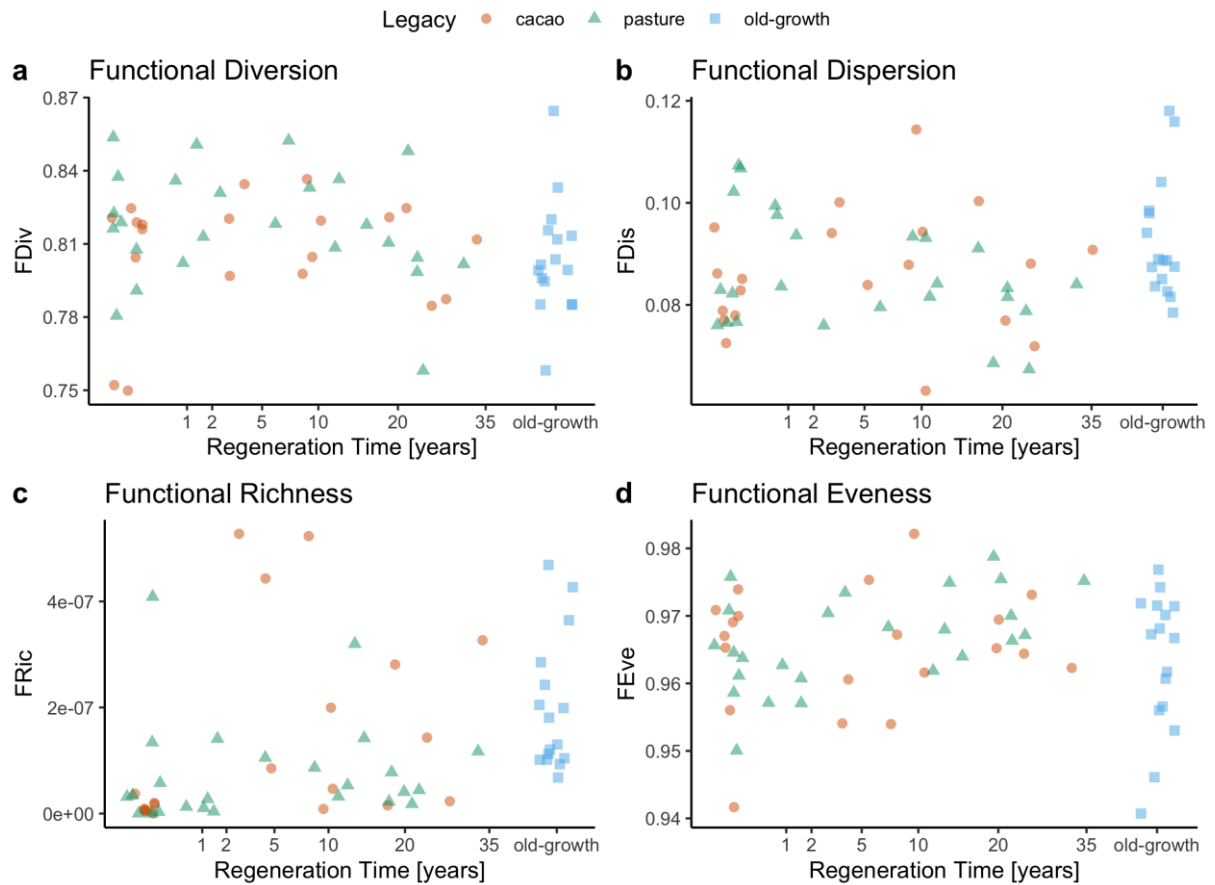 Legacy cacao pasture old-growth
a Functional Diversion
FDiv
0.87
0.84
0.81
0.78
0.75
1 2 5 10 20 35 old-growth
Regeneration Time [years]
b Functional Dispersion
FDis
0.12
0.10
0.08
1 2 5 10 20 35 old-growth
Regeneration Time [years]
c Functional Richness
FRic
4e-07
2e-07
0e+00
1 2 5 10 20 35 old-growth
Regeneration Time [years]
d Functional Eveness
FEve
0.98
0.97
0.96
0.95
0.94
1 2 5 10 20 35 old-growth
Regeneration Time [years]